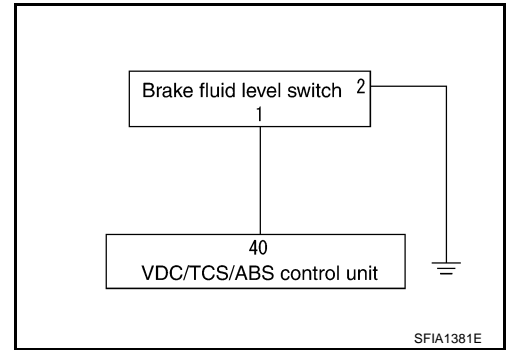 Brake fluid level switch 2
1
40
VDC/TCS/ABS control unit
SFIA1381E